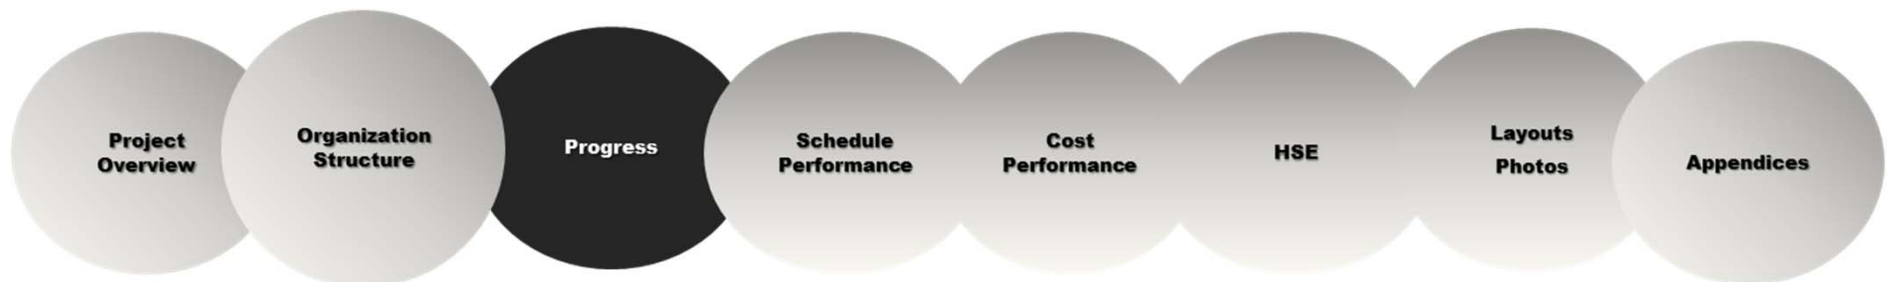 Project
Overview
Organization
Structure
Progress
Schedule
Performance
Cost
Performance
HSE
Layouts
Photos
Appendices